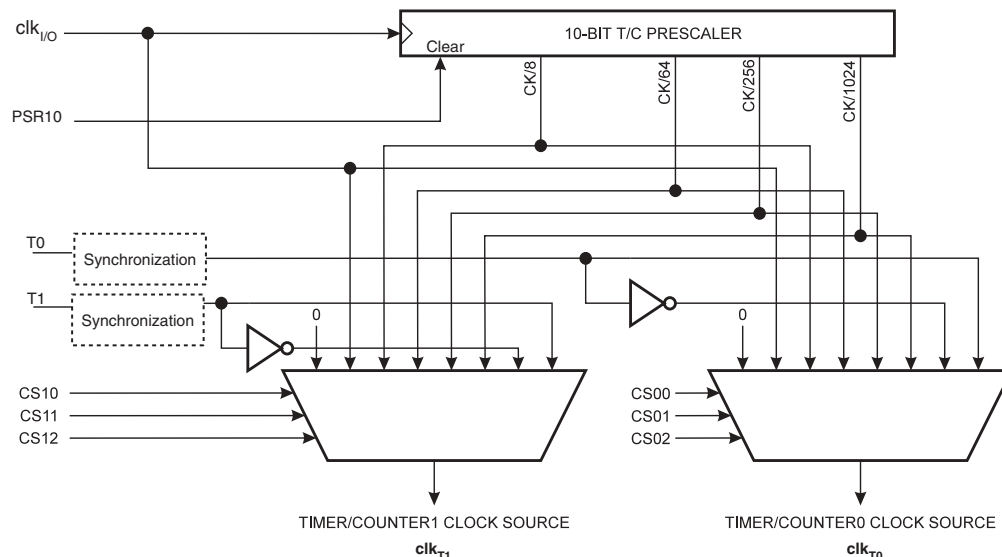 clkI/O
10-BIT T/C PRESCALER
Clear
CK/8
CK/64
CK/256
CK/1024
PSR10
T0
Synchronization
T1
Synchronization
0
0
CS10
CS11
CS12
CS00
CS01
CS02
TIMER/COUNTER1 CLOCK SOURCE
clkT1
TIMER/COUNTER0 CLOCK SOURCE
clkT0